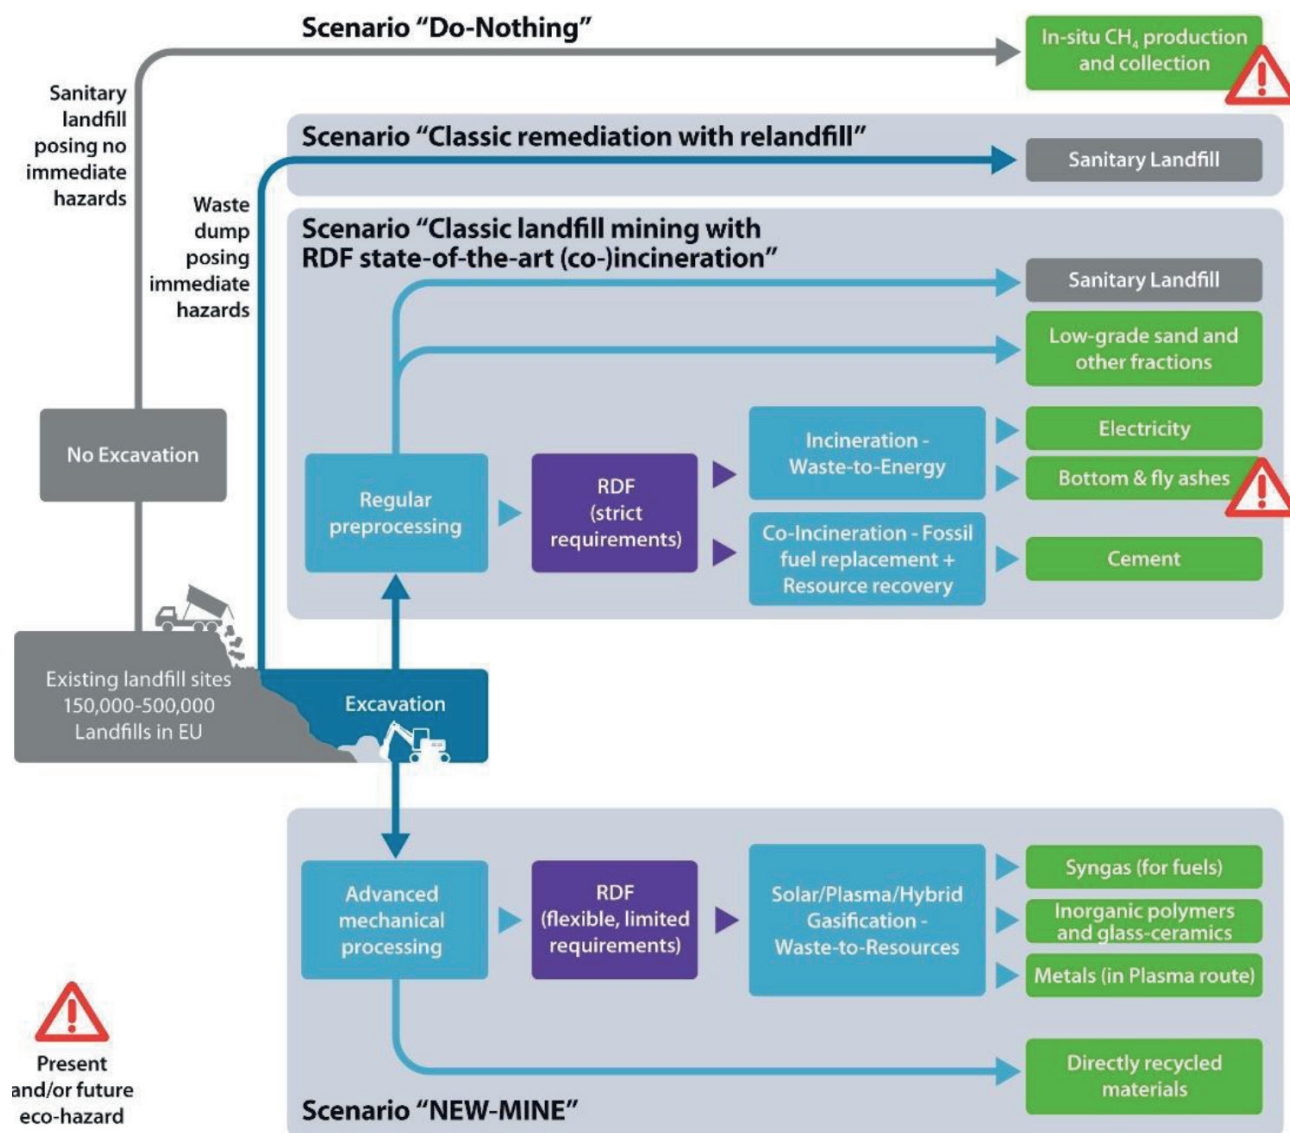 Scenario “Do-Nothing”
In-situ CH₄ production
and collection
Sanitary
landfill
posing no
immediate
hazards
Scenario “Classic remediation with relandfill”
Sanitary Landfill
Waste
dump
posing
immediate
hazards
Scenario “Classic landfill mining with
RDF state-of-the-art (co-)incineration”
Sanitary Landfill
Low-grade sand and
other fractions
No Excavation
Regular
preprocessing
RDF
(strict
requirements)
Incineration -
Waste-to-Energy
Electricity
Bottom & fly ashes
Co-Incineration - Fossil
fuel replacement +
Resource recovery
Cement
Existing landfill sites
150,000-500,000
Landfills in EU
Excavation
Advanced
mechanical
processing
RDF
(flexible, limited
requirements)
Solar/Plasma/Hybrid
Gasification -
Waste-to-Resources
Syngas (for fuels)
Inorganic polymers
and glass-ceramics
Metals (in Plasma route)
Directly recycled
materials
Present
and/or future
eco-hazard
Scenario “NEW-MINE”